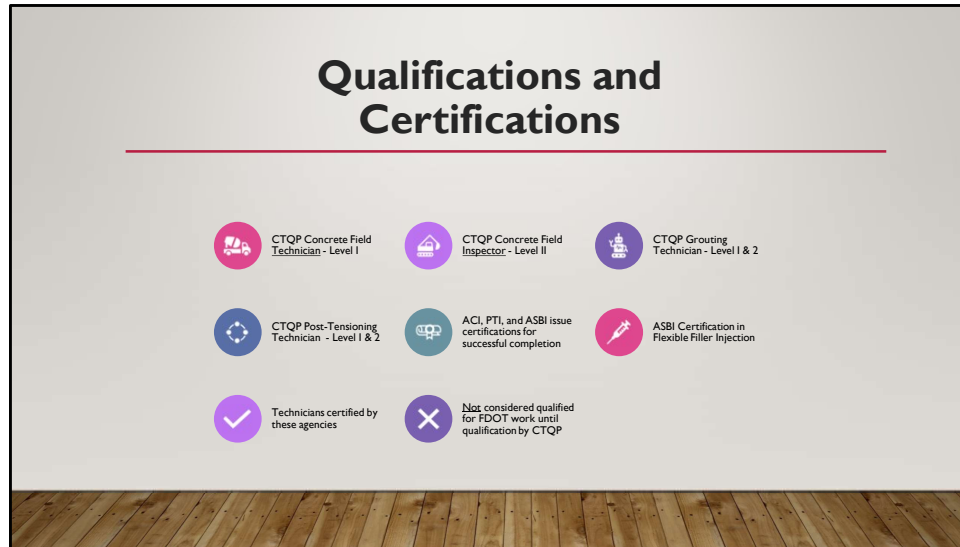 Qualifications and
Certifications
CTQP Concrete Field
Technician - Level I
CTQP Concrete Field
Inspector - Level II
CTQP Grouting
Technician - Level I & 2
CTQP Post-Tensioning
Technician - Level I & 2
ACI, PTI, and ASBI issue
certifications for
successful completion
ASBI Certification in
Flexible Filler Injection
Technicians certified by
these agencies
Not considered qualified
for FDOT work until
qualification by CTQP